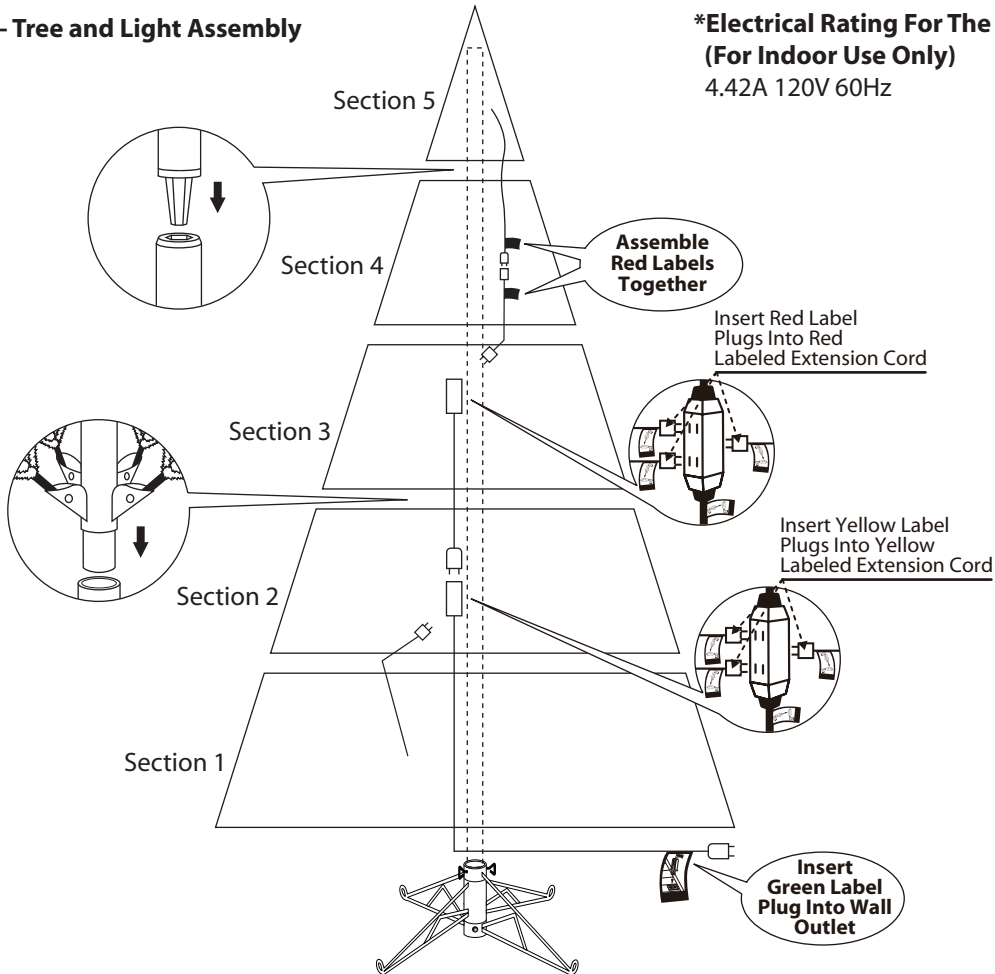 - Tree and Light Assembly
*Electrical Rating For The
(For Indoor Use Only)
4.42A 120V 60Hz
Section 5
Section 4
Assemble
Red Labels
Together
Insert Red Label
Plugs Into Red
Labeled Extension Cord
Section 3
Insert Yellow Label
Plugs Into Yellow
Labeled Extension Cord
Section 2
Section 1
Insert
Green Label
Plug Into Wall
Outlet